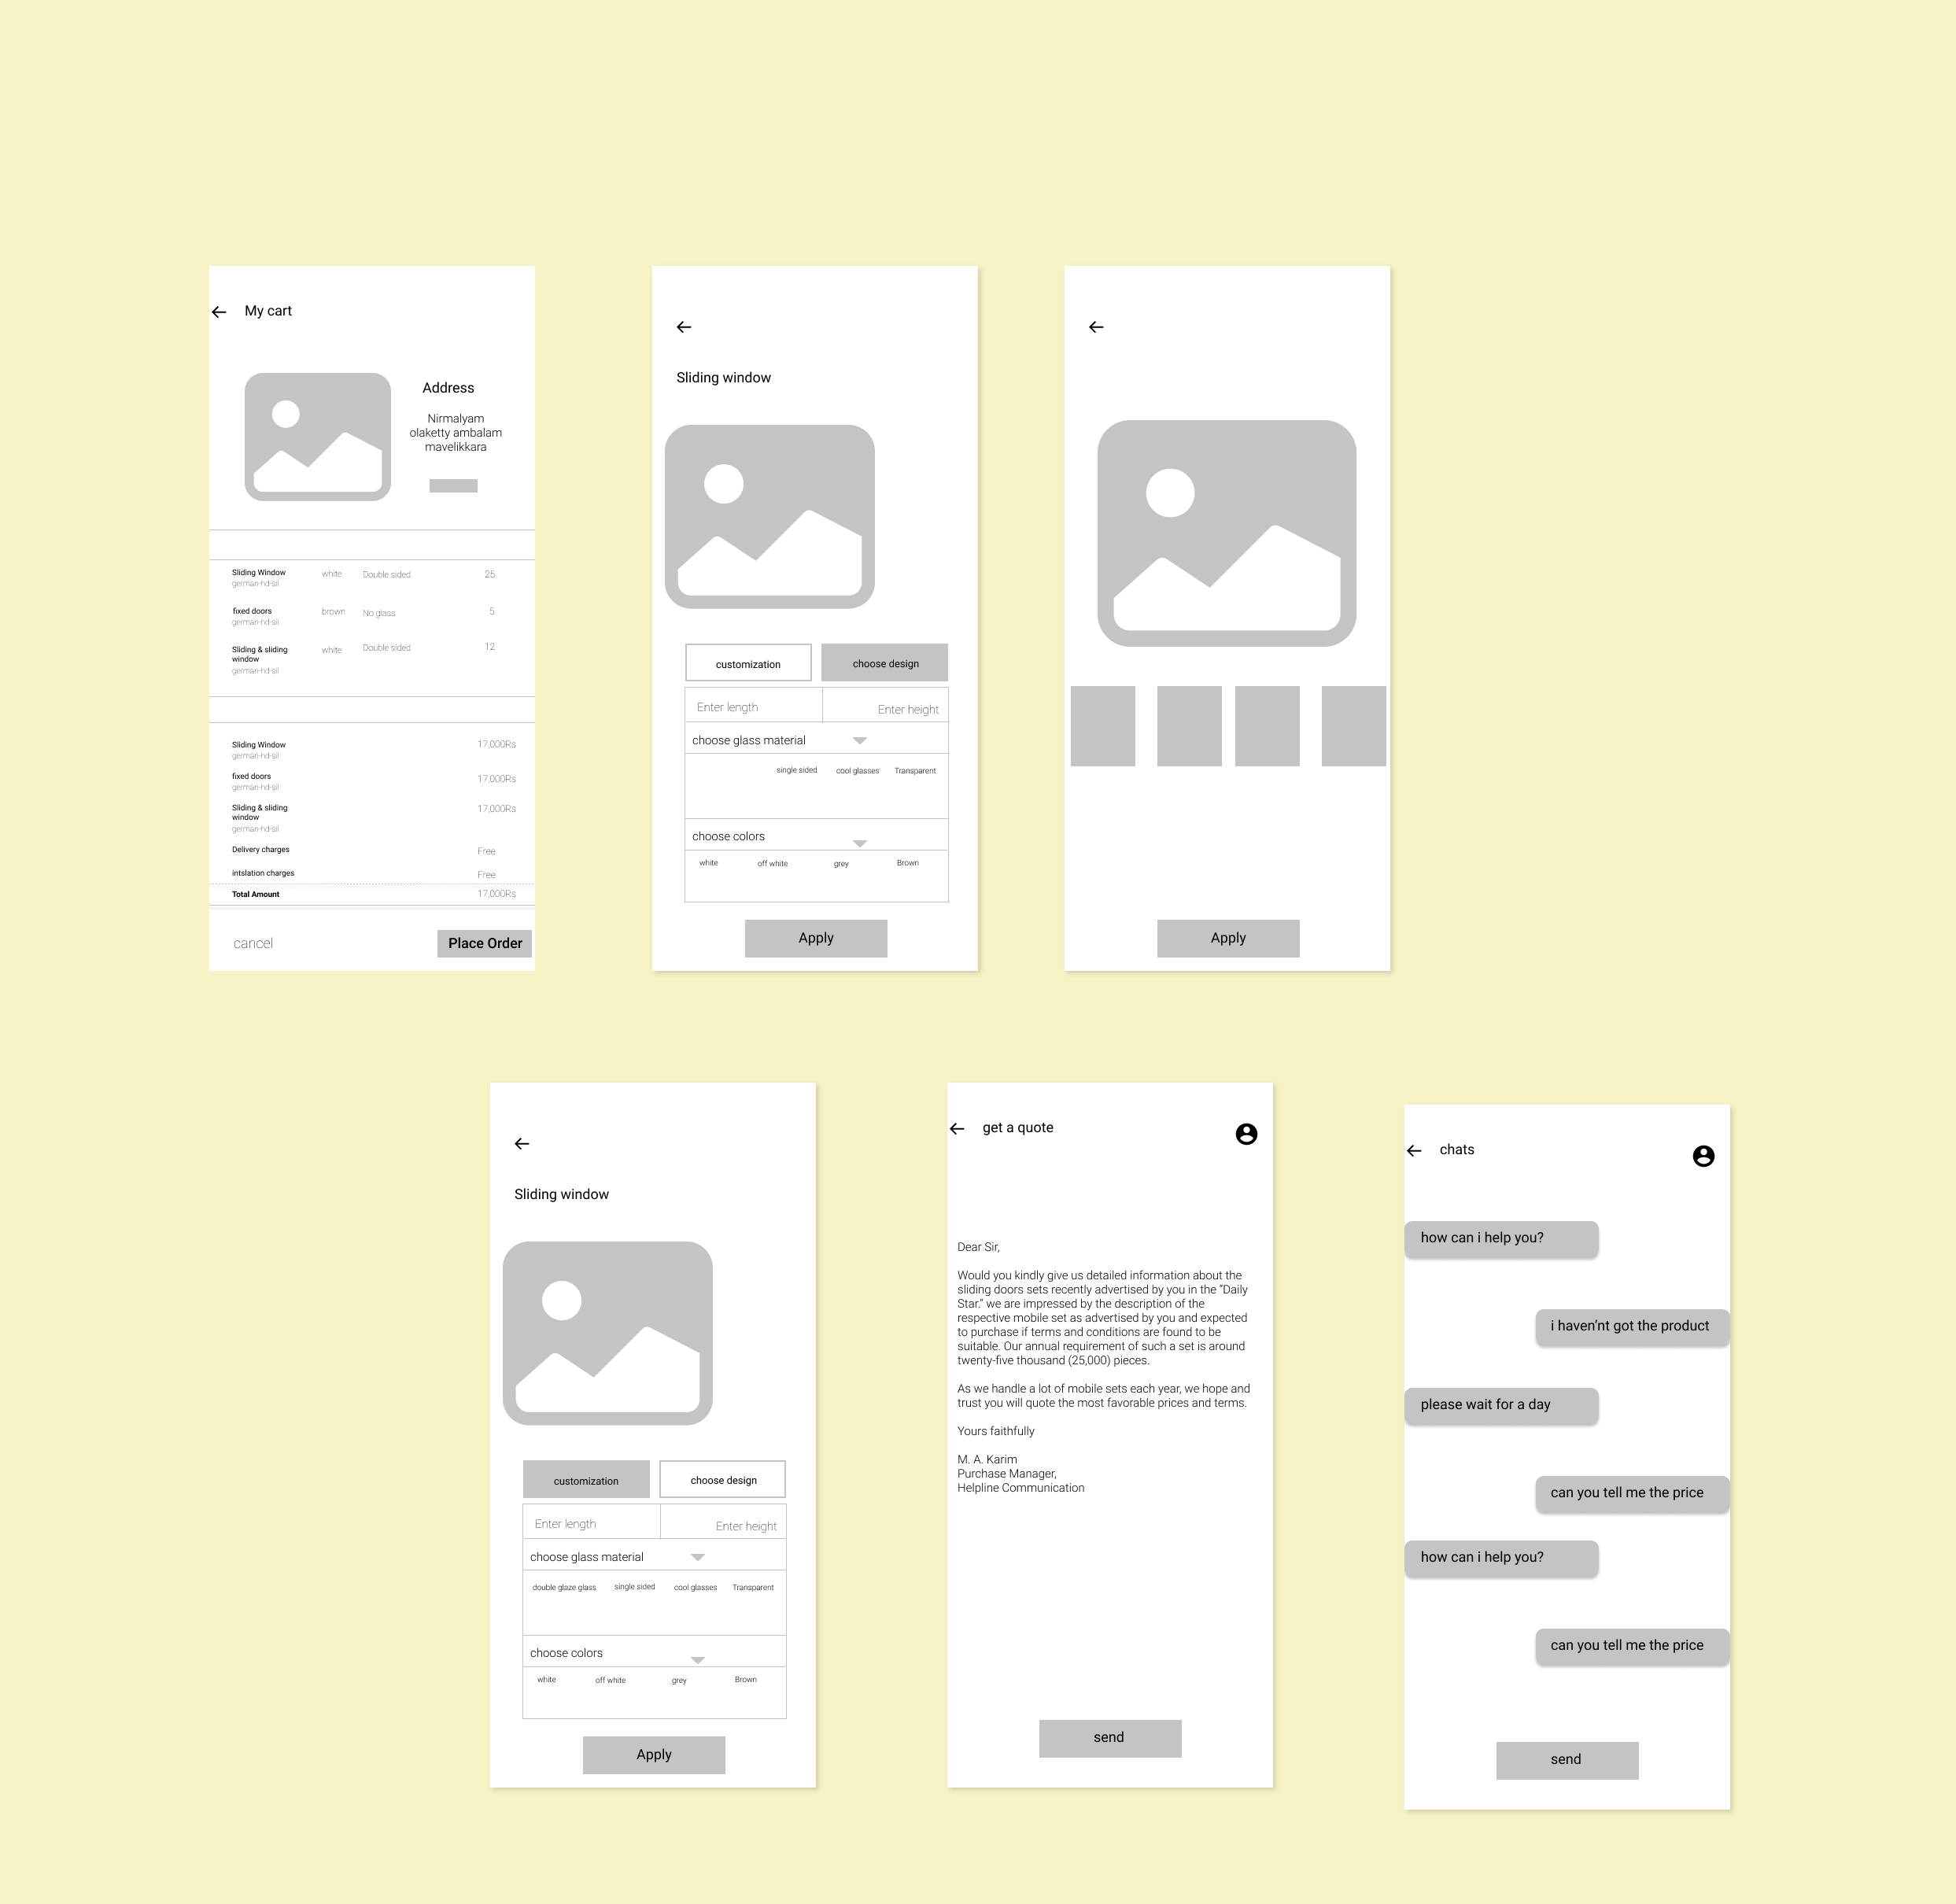 My cart
Address
Nirmalyam
olaketty ambalam
mavelikkara
Sliding Window white Double sided 25
german-hd-sil
fixed doors brown No glass 5
german-hd-sil
Sliding & sliding white Double sided 12
window
german-hd-sil
Sliding Window 17,000Rs
german-hd-sil
fixed doors 17,000Rs
german-hd-sil
Sliding & sliding 17,000Rs
window
german-hd-sil
Delivery charges Free
intslation charges Free
Total Amount 17,000Rs
cancel Place Order
Sliding window
customization choose design
Enter length Enter height
choose glass material
single sided cool glasses Transparent
choose colors
white off white grey Brown
Apply
Apply
Sliding window
customization choose design
Enter length Enter height
choose glass material
double glaze glass single sided cool glasses Transparent
choose colors
white off white grey Brown
Apply
get a quote
Dear Sir,
Would you kindly give us detailed information about the
sliding doors sets recently advertised by you in the “Daily
Star.” we are impressed by the description of the
respective mobile set as advertised by you and expected
to purchase if terms and conditions are found to be
suitable. Our annual requirement of such a set is around
twenty-five thousand (25,000) pieces.
As we handle a lot of mobile sets each year, we hope and
trust you will quote the most favorable prices and terms.
Yours faithfully
M. A. Karim
Purchase Manager,
Helpline Communication
send
chats
how can i help you?
i haven’nt got the product
please wait for a day
can you tell me the price
how can i help you?
can you tell me the price
send